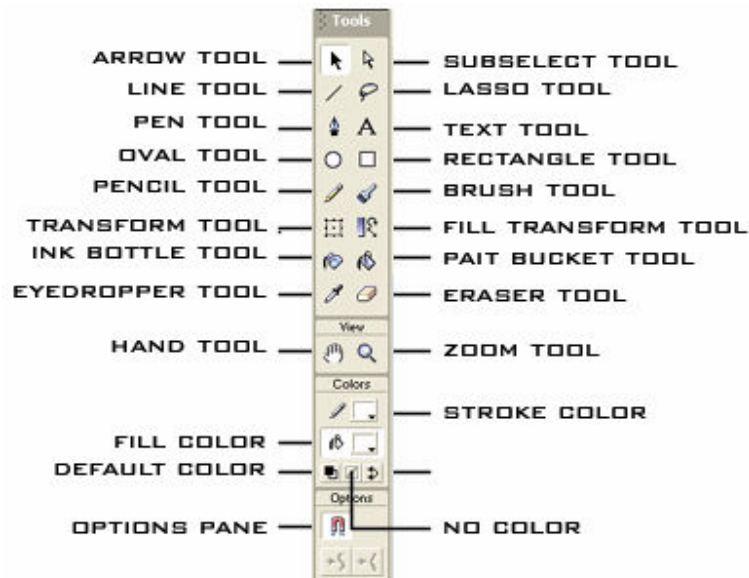 Tools
ARROW TOOL
SUBSELECT TOOL
LINE TOOL
LASSO TOOL
PEN TOOL
A
TEXT TOOL
OVAL TOOL
RECTANGLE TOOL
PENCIL TOOL
BRUSH TOOL
TRANSFORM TOOL
FILL TRANSFORM TOOL
INK BOTTLE TOOL
PAIT BUCKET TOOL
EYEDROPPER TOOL
ERASER TOOL
View
HAND TOOL
ZOOM TOOL
Colors
STROKE COLOR
FILL COLOR
DEFAULT COLOR
Options
OPTIONS PANE
NO COLOR